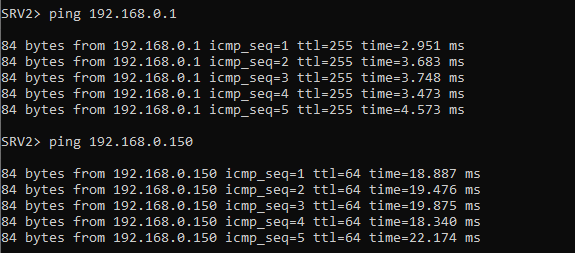 SRV2> ping 192.168.0.1
84 bytes from 192.168.0.1 icmp_seq=1 ttl=255 time=2.951 ms
84 bytes from 192.168.0.1 icmp_seq=2 ttl=255 time=3.683 ms
84 bytes from 192.168.0.1 icmp_seq=3 ttl=255 time=3.748 ms
84 bytes from 192.168.0.1 icmp_seq=4 ttl=255 time=3.473 ms
84 bytes from 192.168.0.1 icmp_seq=5 ttl=255 time=4.573 ms
SRV2> ping 192.168.0.150
84 bytes from 192.168.0.150 icmp_seq=1 ttl=64 time=18.887 ms
84 bytes from 192.168.0.150 icmp_seq=2 ttl=64 time=19.476 ms
84 bytes from 192.168.0.150 icmp_seq=3 ttl=64 time=19.875 ms
84 bytes from 192.168.0.150 icmp_seq=4 ttl=64 time=18.340 ms
84 bytes from 192.168.0.150 icmp_seq=5 ttl=64 time=22.174 ms